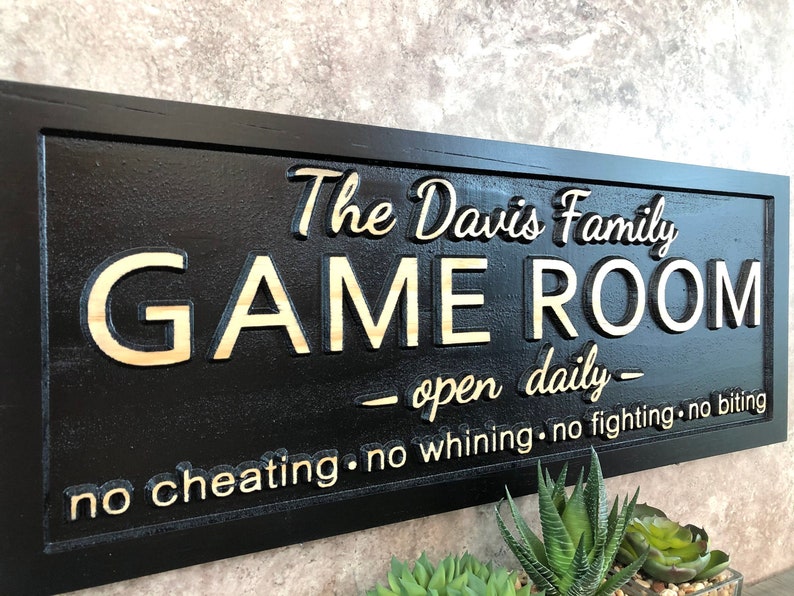 The Davis Family
GAME ROOM
– open daily –
no cheating • no whining • no fighting • no biting